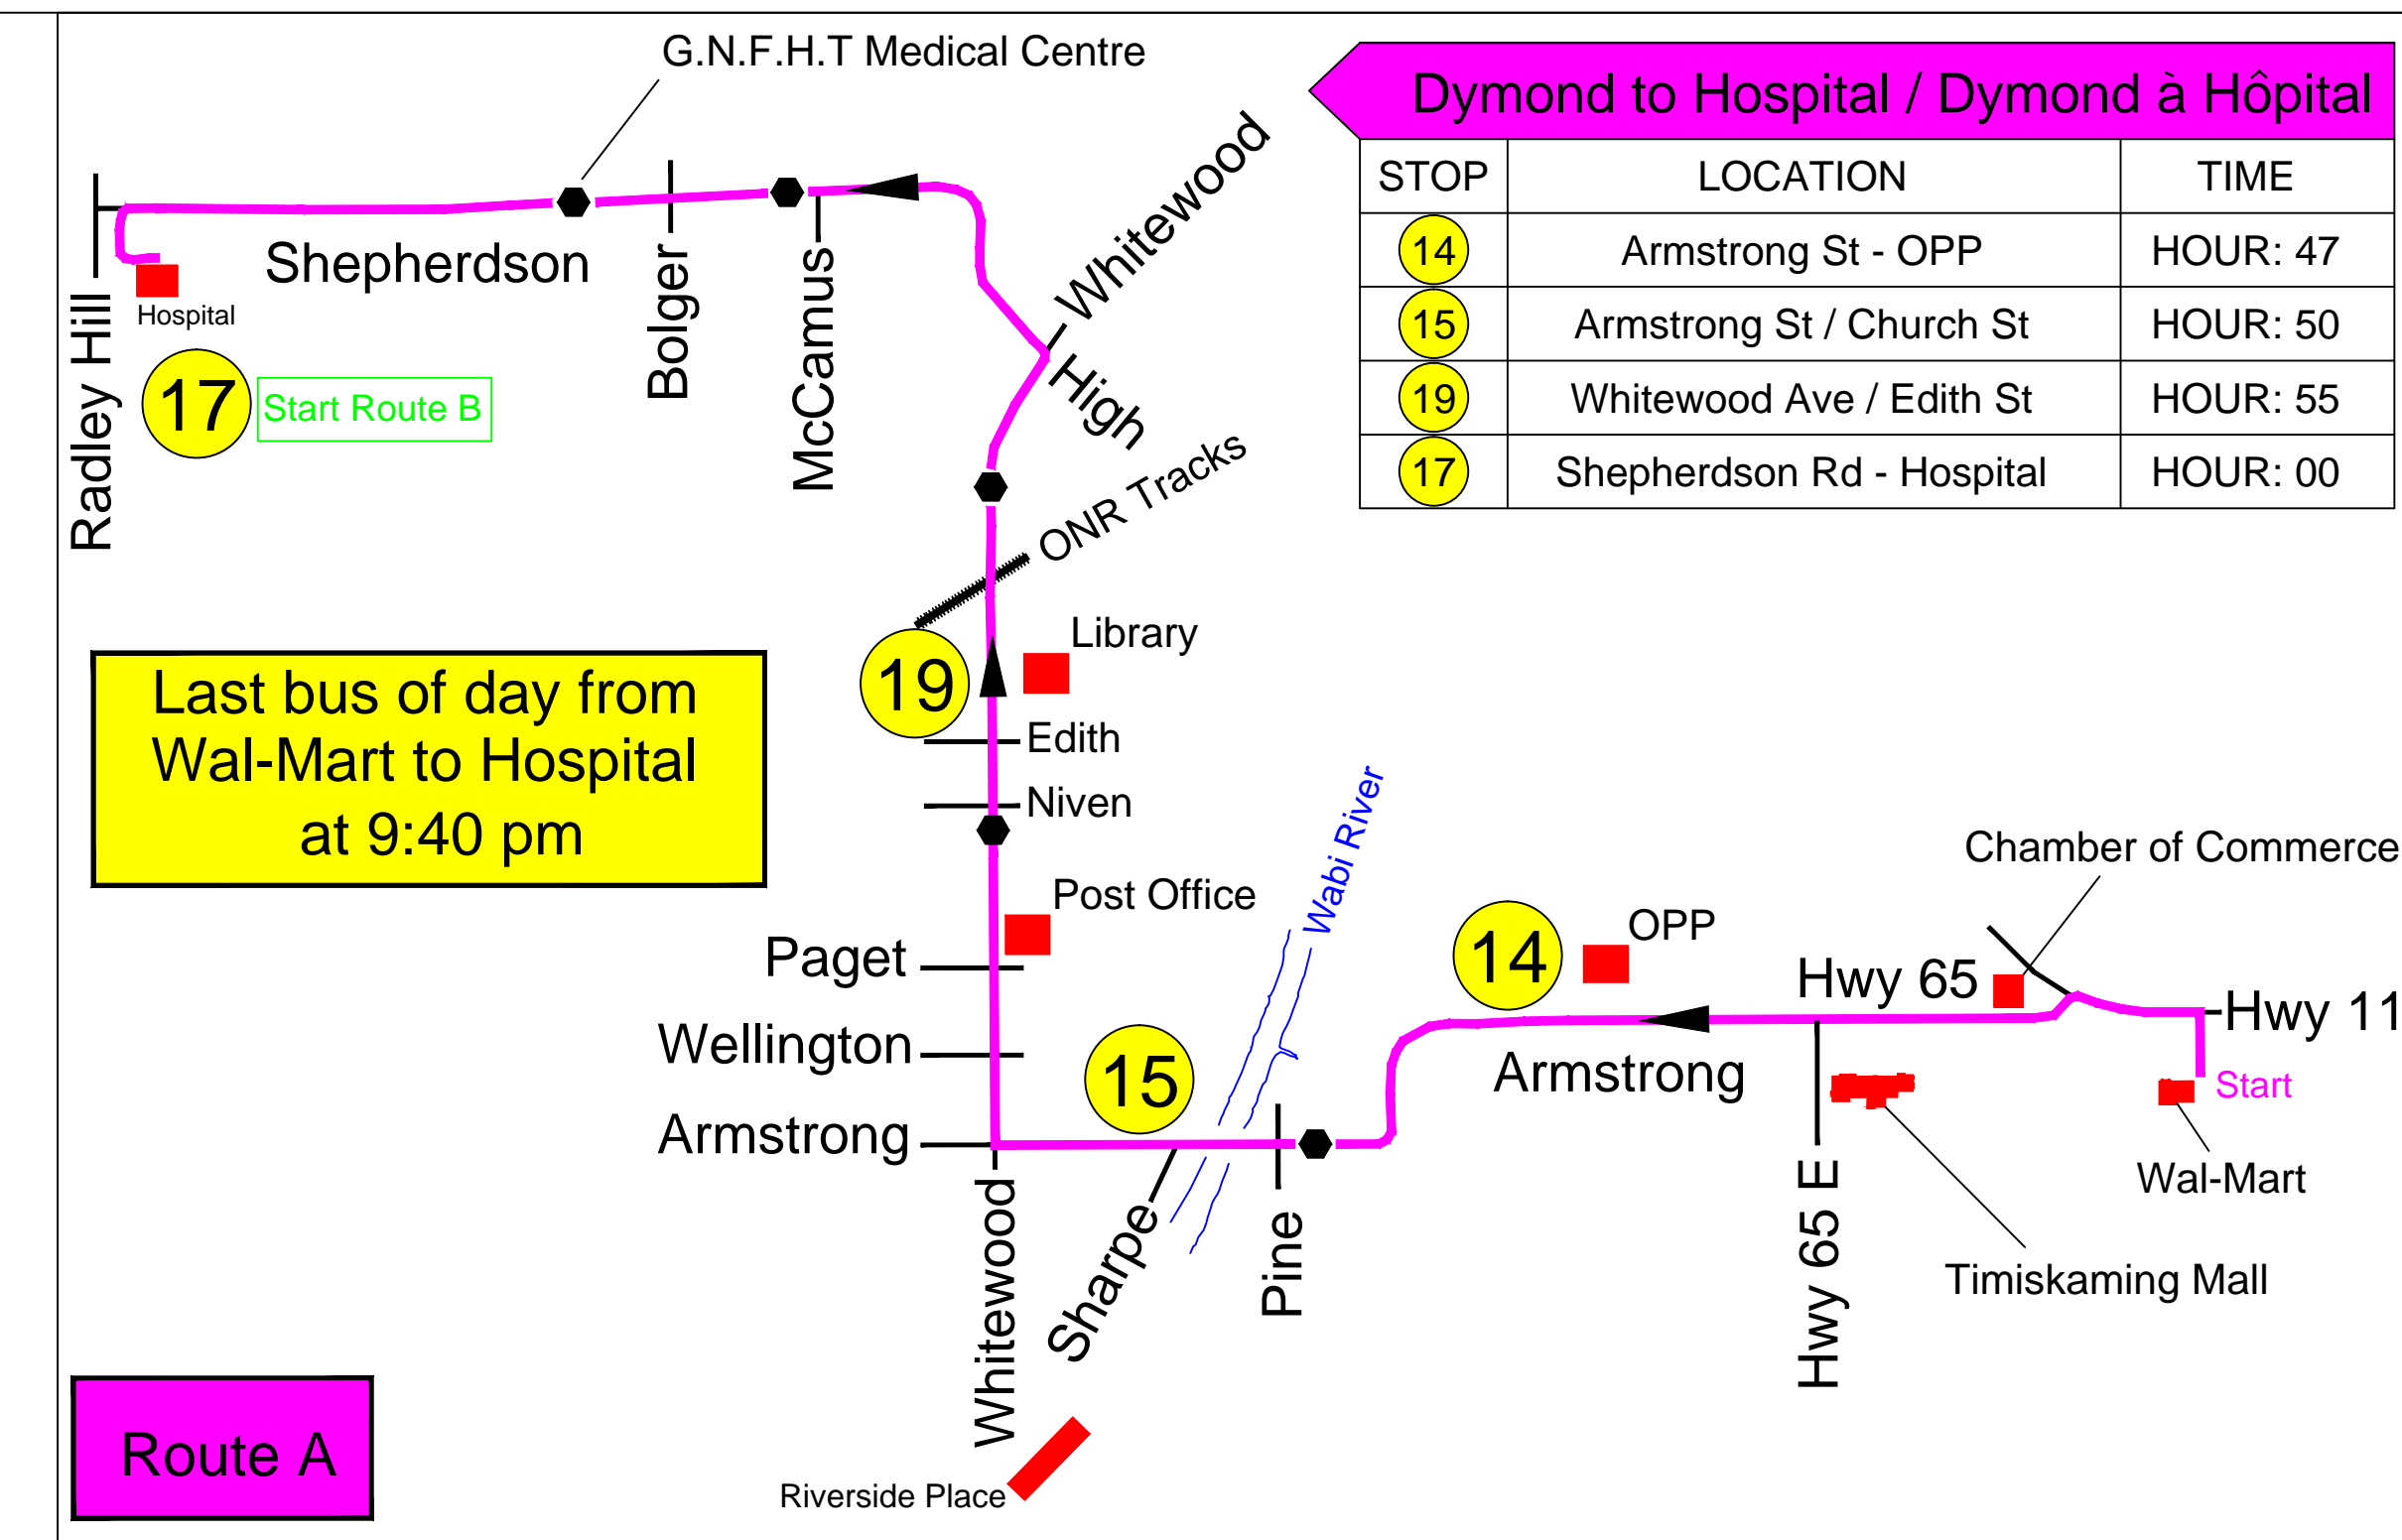 G.N.F.H.T Medical Centre
Dymond to Hospital / Dymond à Hôpital
STOP LOCATION TIME
14 Armstrong St - OPP HOUR: 47
15 Armstrong St / Church St HOUR: 50
19 Whitewood Ave / Edith St HOUR: 55
17 Shepherdson Rd - Hospital HOUR: 00
Whitewood
Shepherdson
Bolger
McCamus
Hospital
Radley Hill
17
Start Route B
High
ONR Tracks
Library
19
Last bus of day from
Wal-Mart to Hospital
at 9:40 pm
Edith
Niven
Wabi River
Chamber of Commerce
Post Office
OPP
14
Paget
Hwy 65
Hwy 11
Wellington
15
Armstrong
Start
Armstrong
Wal-Mart
Whitewood
Sharpe
Pine
Hwy 65 E
Timiskaming Mall
Route A
Riverside Place